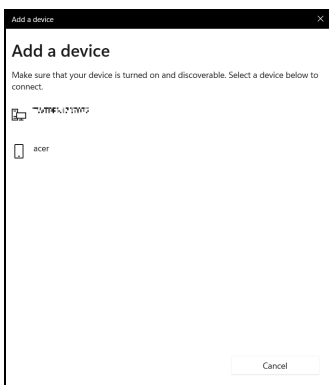 Add a device
Add a device
Make sure that your device is turned on and discoverable. Select a device below to
connect.
acer
Cancel